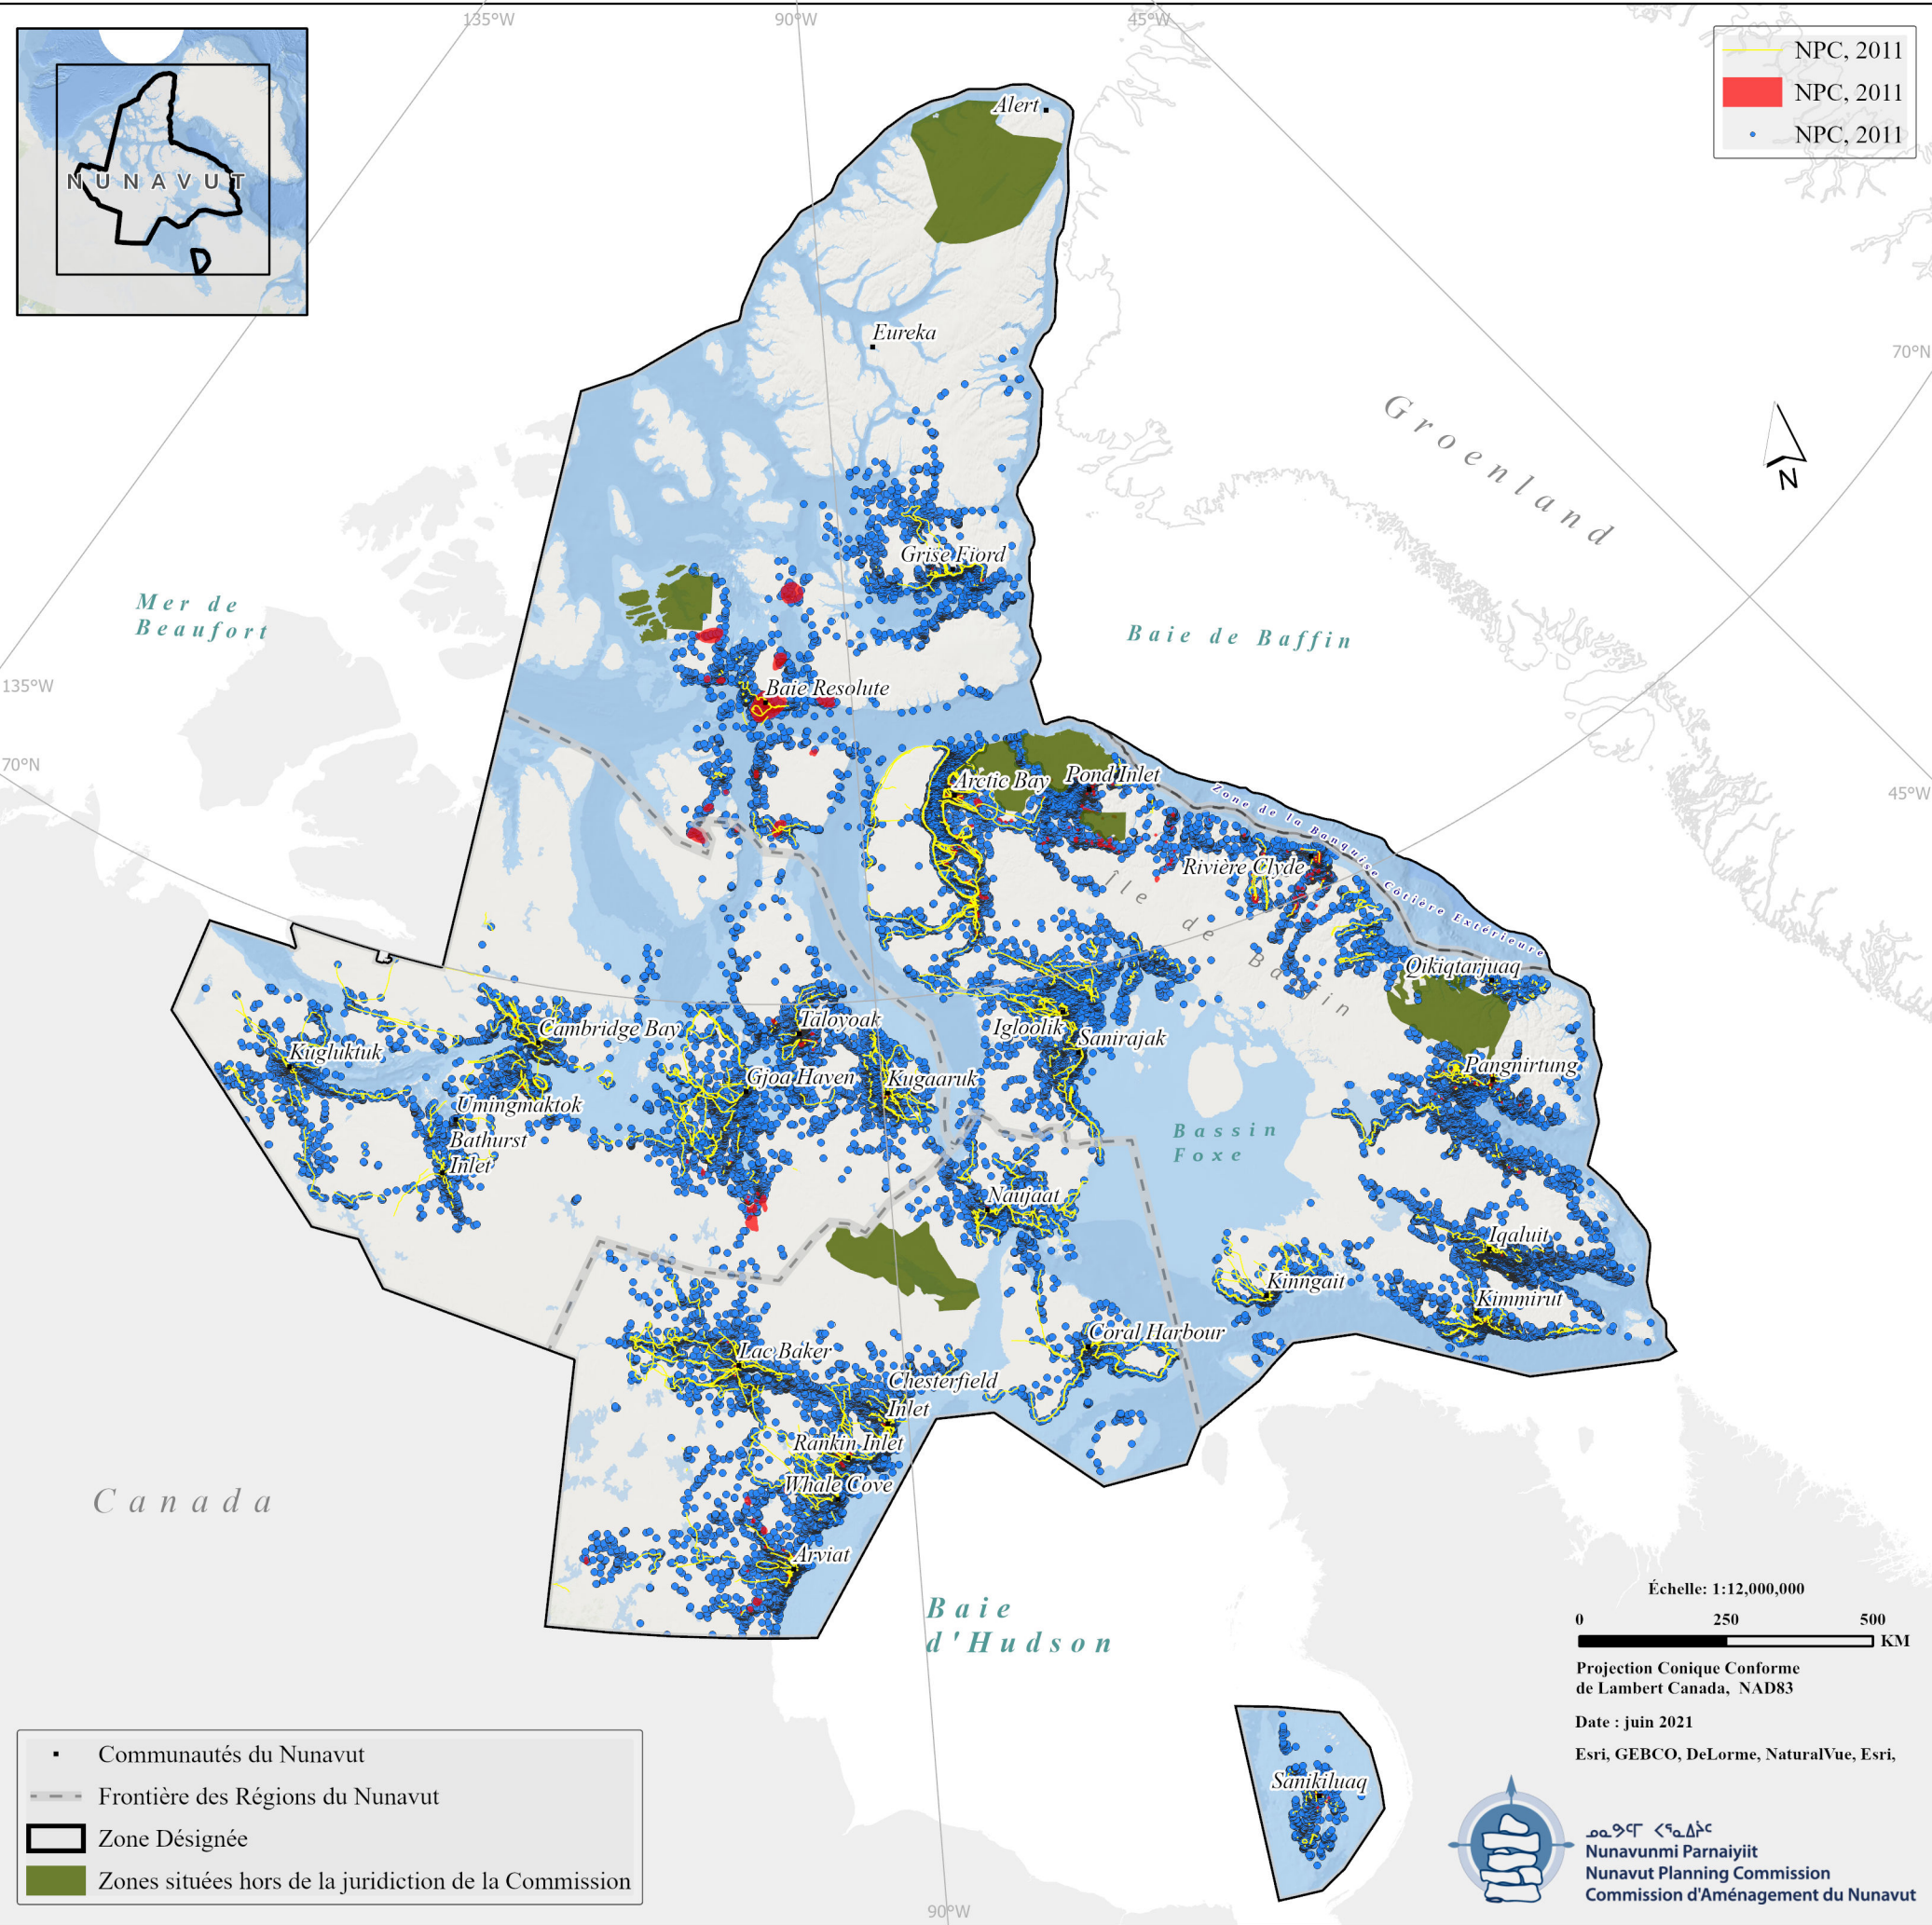 135°W
90°W
45°W
NUNAVUT
NPC, 2011
NPC, 2011
NPC, 2011
Alert
Eureka
70°N
Groenland
N
Grise Fiord
Mer de
Beaufort
Baie de Baffin
135°W
Baie Resolute
70°N
Arctic Bay
Pond Inlet
45°W
Zone de la Banquise Côtière Extérieure
Rivière Clyde
Île de Baffin
Qikiqtarjuaq
Cambridge Bay
Taloyoak
Igloolik
Sanirajak
Kugluktuk
Gjoa Haven
Kugaaruk
Pangnirtung
Umingmaktok
Bathurst
Inlet
Bassin
Foxe
Naujaat
Iqaluit
Kinngait
Kimmirut
Coral Harbour
Lac Baker
Chesterfield
Inlet
Rankin Inlet
Whale Cove
Canada
Arviat
Baie
d'Hudson
Échelle: 1:12,000,000
0 250 500
KM
Projection Conique Conforme
de Lambert Canada, NAD83
Date : juin 2021
Esri, GEBCO, DeLorme, NaturalVue, Esri,
Sanikiluaq
Communautés du Nunavut
Frontière des Régions du Nunavut
Zone Désignée
Zones situées hors de la juridiction de la Commission
ᓄᓇᕗᑦᒥ ᐸᕐᓇᐃᔨᑦ
Nunavunmi Parnaiyiit
Nunavut Planning Commission
Commission d'Aménagement du Nunavut
90°W